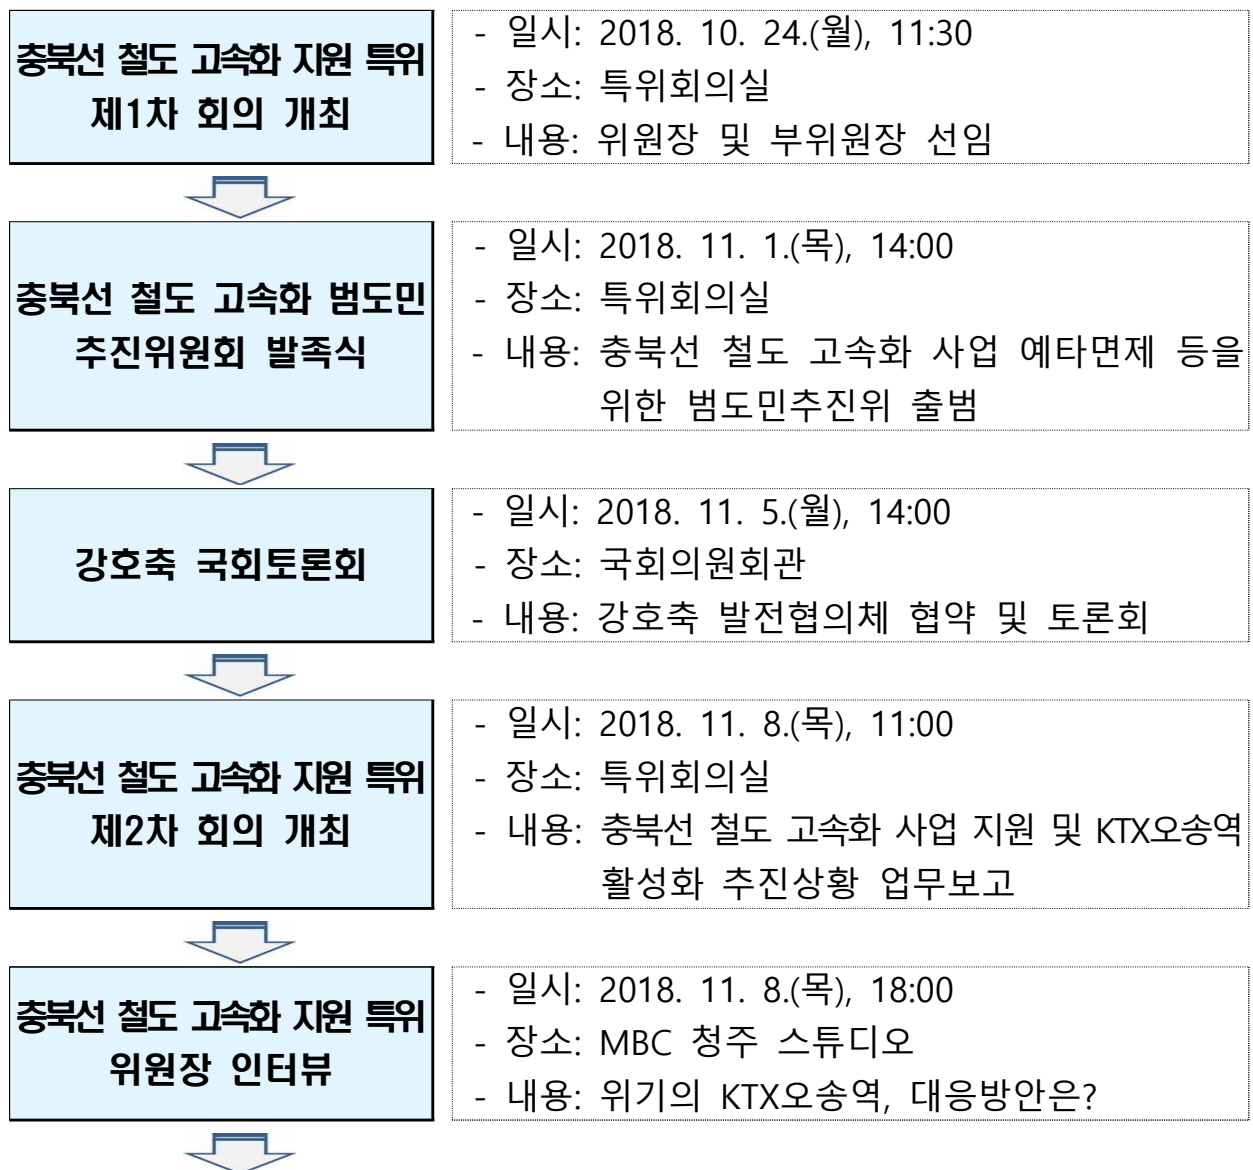 충북선 철도 고속화 지원 특위
제1차 회의 개최
- 일시: 2018. 10. 24.(월), 11:30
- 장소: 특위회의실
- 내용: 위원장 및 부위원장 선임
충북선 철도 고속화 범도민
추진위원회 발족식
- 일시: 2018. 11. 1.(목), 14:00
- 장소: 특위회의실
- 내용: 충북선 철도 고속화 사업 예타면제 등을
위한 범도민추진위 출범
강호축 국회토론회
- 일시: 2018. 11. 5.(월), 14:00
- 장소: 국회의원회관
- 내용: 강호축 발전협의체 협약 및 토론회
충북선 철도 고속화 지원 특위
제2차 회의 개최
- 일시: 2018. 11. 8.(목), 11:00
- 장소: 특위회의실
- 내용: 충북선 철도 고속화 사업 지원 및 KTX오송역
활성화 추진상황 업무보고
충북선 철도 고속화 지원 특위
위원장 인터뷰
- 일시: 2018. 11. 8.(목), 18:00
- 장소: MBC 청주 스튜디오
- 내용: 위기의 KTX오송역, 대응방안은?